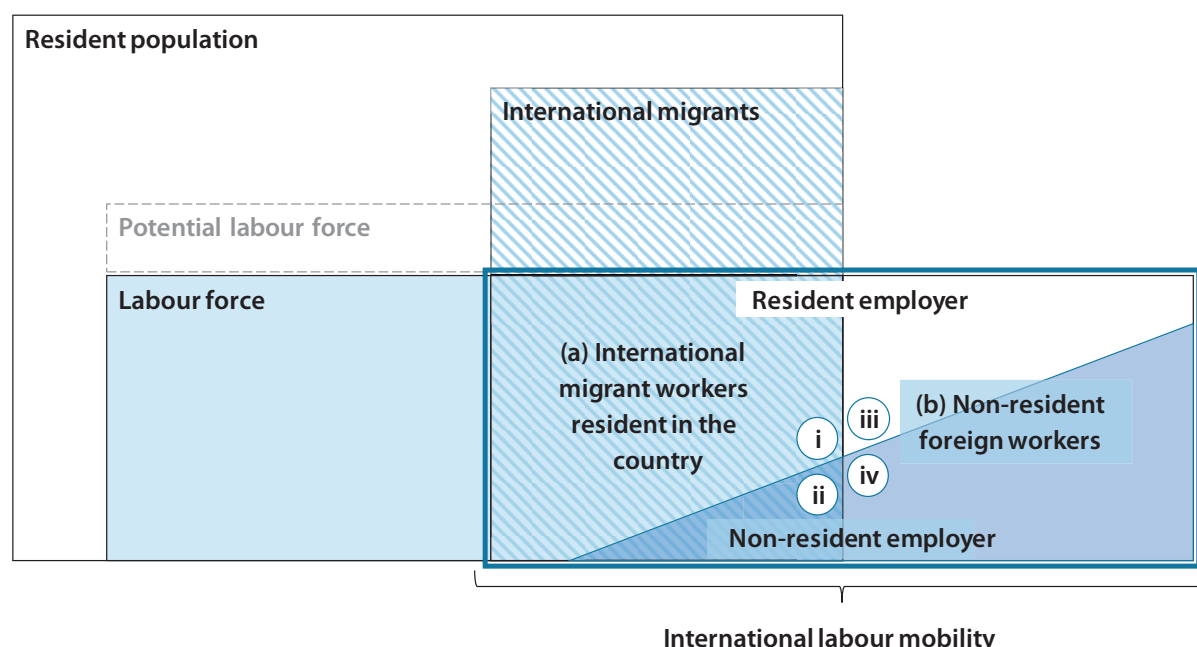 Resident population
International migrants
Potential labour force
Labour force
Resident employer
(a) International
migrant workers
resident in the
country
i
iii
(b) Non-resident
foreign workers
ii
iv
Non-resident employer
International labour mobility